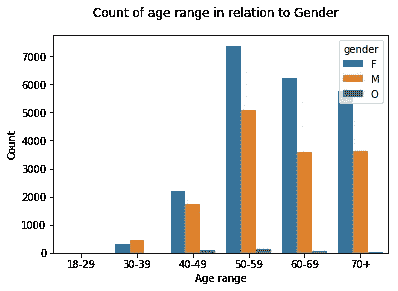 Count of age range in relation to Gender
gender
F
M
O
7000
6000
5000
4000
3000
2000
1000
0
Count
18-29 30-39 40-49 50-59 60-69 70+
Age range